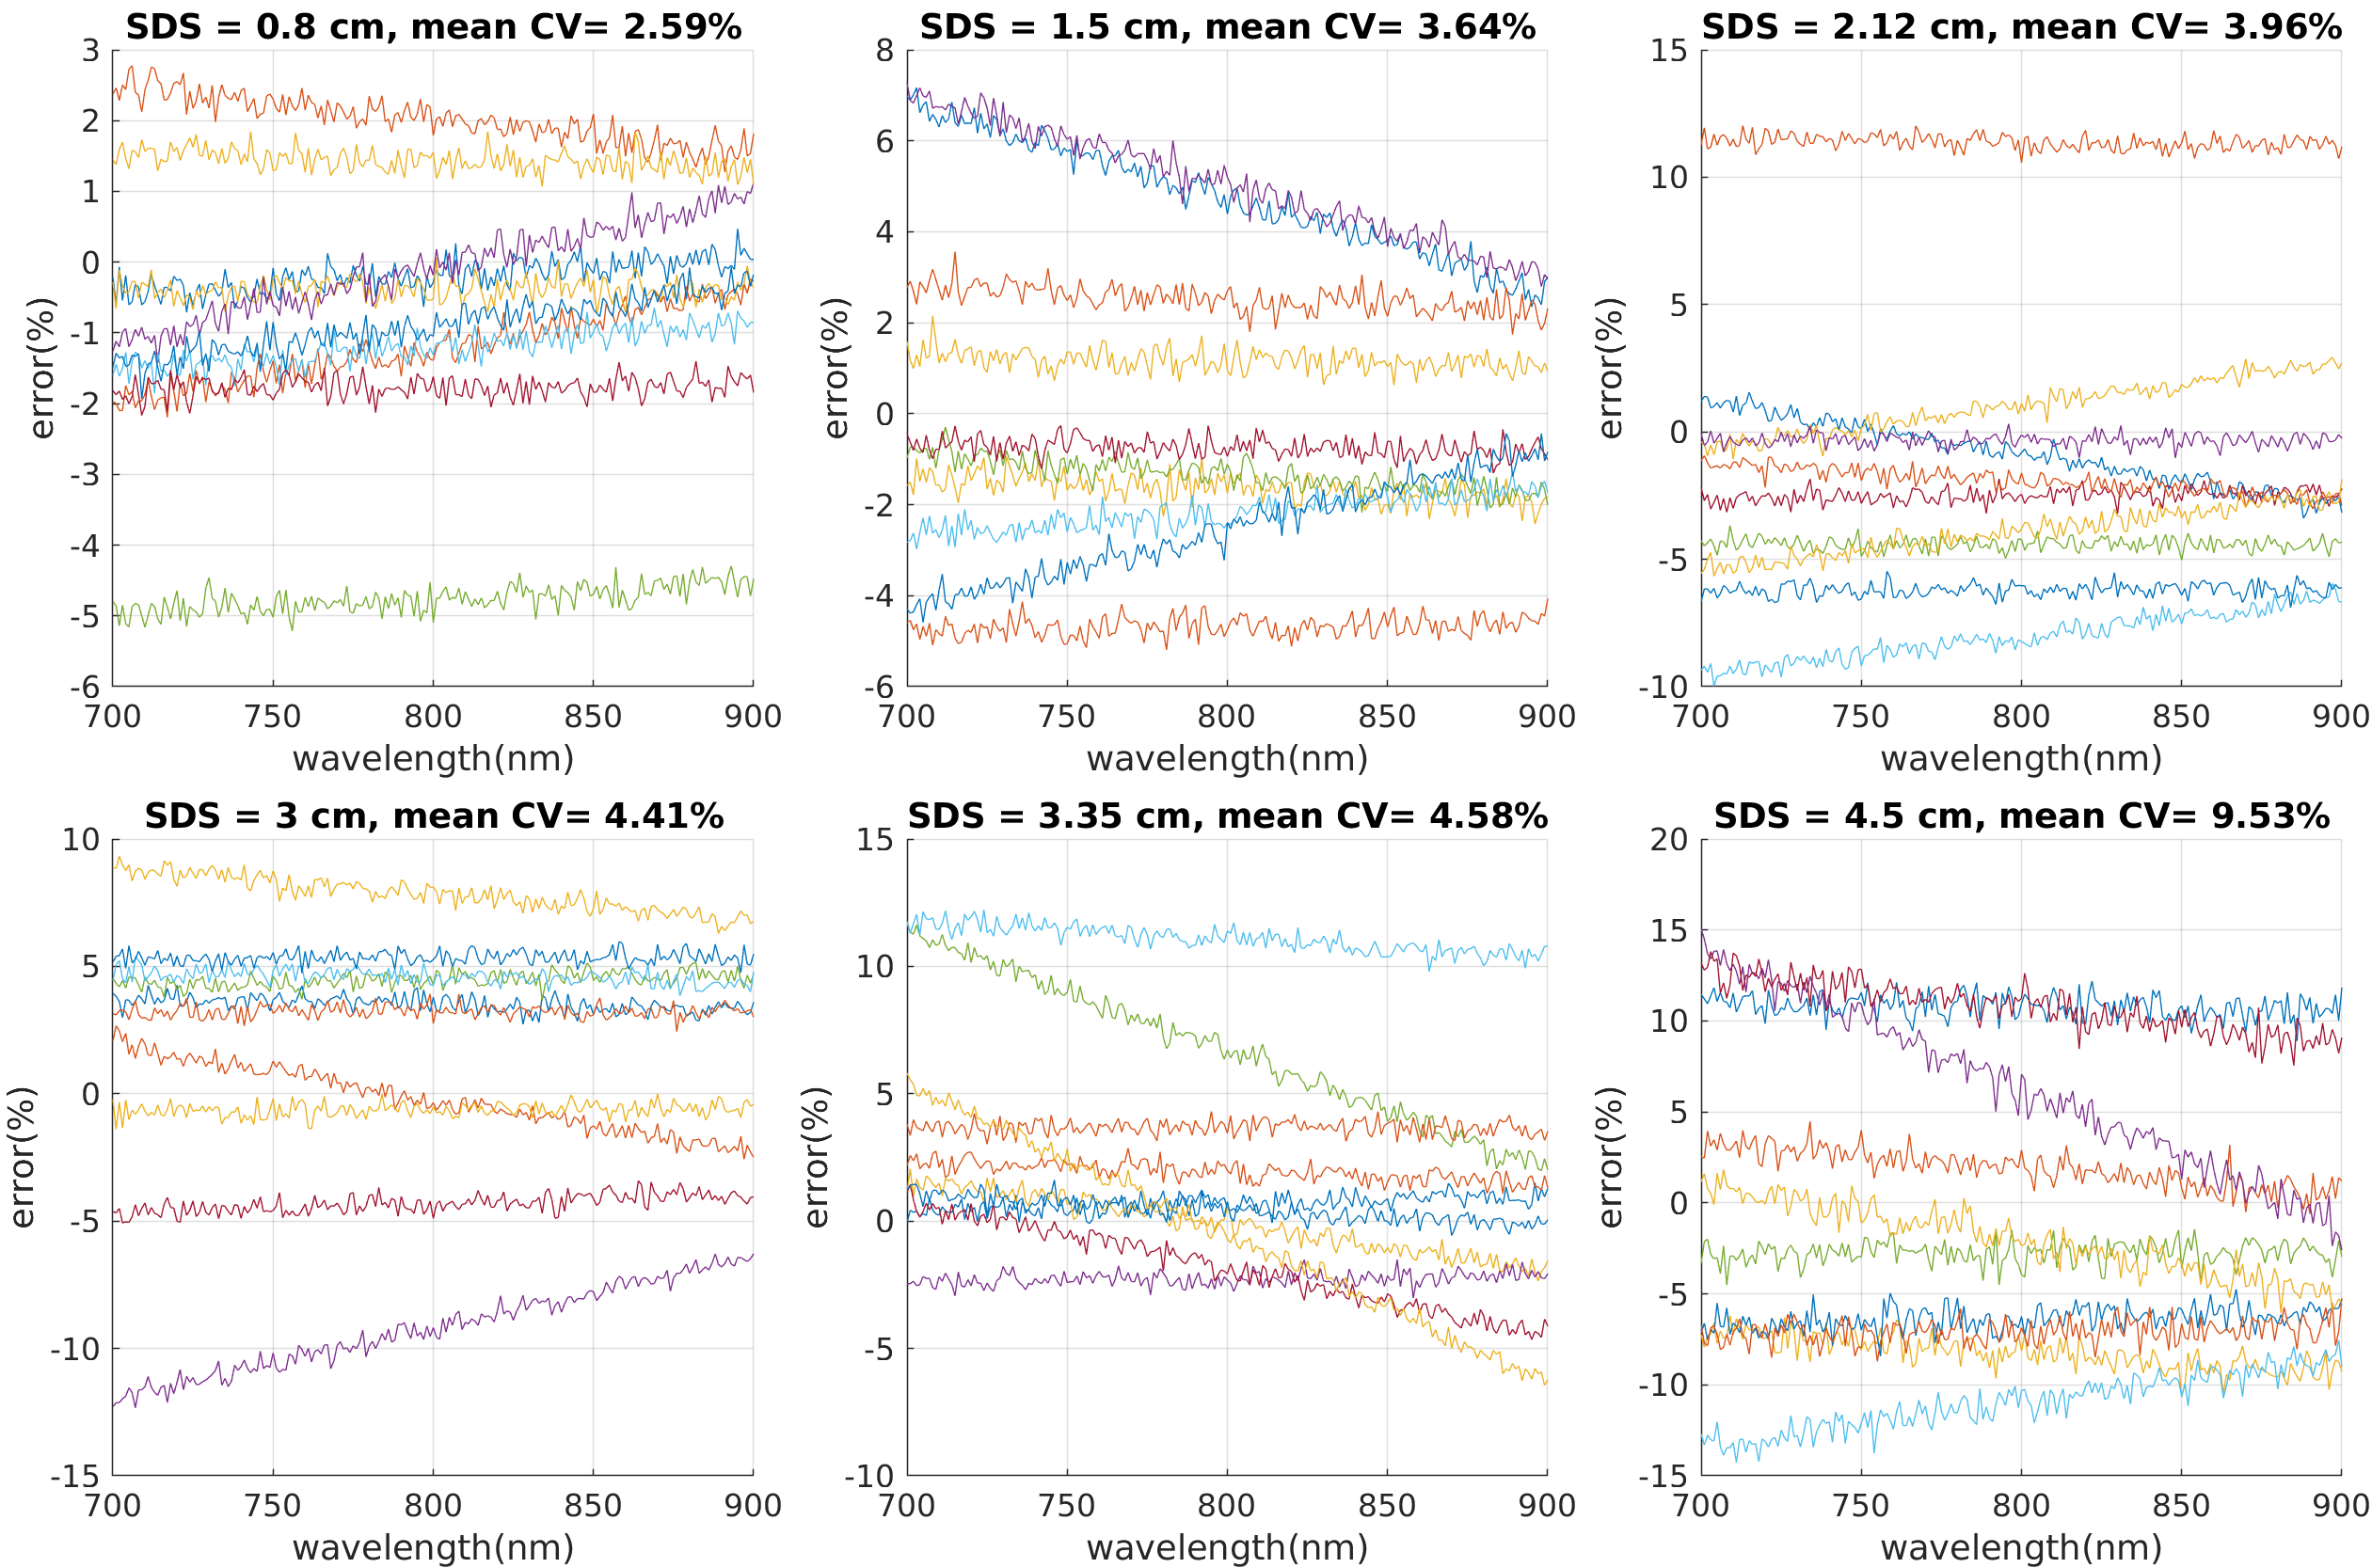 SDS = 0.8 cm, mean CV= 2.59%
3
2
1
0
-1
-2
-3
-4
-5
-6
error(%)
700 750 800 850 900
wavelength(nm)
SDS = 1.5 cm, mean CV= 3.64%
8
6
4
2
0
-2
-4
-6
error(%)
700 750 800 850 900
wavelength(nm)
SDS = 2.12 cm, mean CV= 3.96%
15
10
5
0
-5
-10
error(%)
700 750 800 850 900
wavelength(nm)
SDS = 3 cm, mean CV= 4.41%
10
5
0
-5
-10
-15
error(%)
700 750 800 850 900
wavelength(nm)
SDS = 3.35 cm, mean CV= 4.58%
15
10
5
0
-5
-10
error(%)
700 750 800 850 900
wavelength(nm)
SDS = 4.5 cm, mean CV= 9.53%
20
15
10
5
0
-5
-10
-15
error(%)
700 750 800 850 900
wavelength(nm)